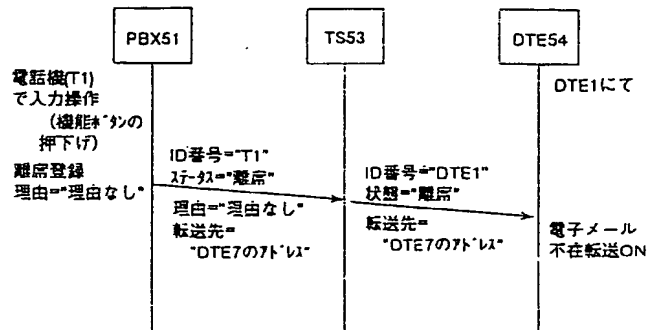 PBX51
TS53
DTE54
電話機(T1)
で入力操作
(機能ボタンの
押下げ)
離席登録
理由="理由なし"
ID番号="T1"
ステータス="離席"
理由="理由なし"
転送先=
"DTE7のアドレス"
ID番号="DTE1"
状態="離席"
転送先=
"DTE7のアドレス"
DTE1にて
電子メール
不在転送ON